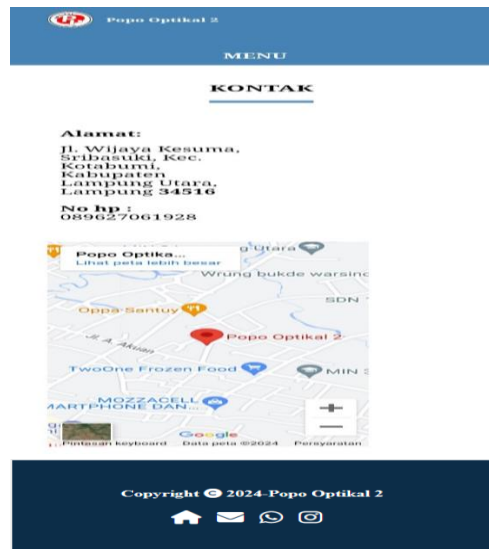 Popo Optikal 2
MENU
KONTAK
Alamat:
Jl. Wijaya Kesuma,
Sribasuki, Kec.
Kotabumi,
Kabupaten
Lampung Utara,
Lampung 34516
No hp :
089627061928
g Utara
Popo Optika...
Lihat peta lebih besar
Wrung bukde warsino
SDN
Oppa Santuy
Popo Optikal 2
JL. A. Akuan
TwoOne Frozen Food
MIN
MOZZACELL
MARTPHONE DAN...
+
−
Google
Pintasan keyboard Data peta ©2024 Persyaratan
Copyright © 2024-Popo Optikal 2